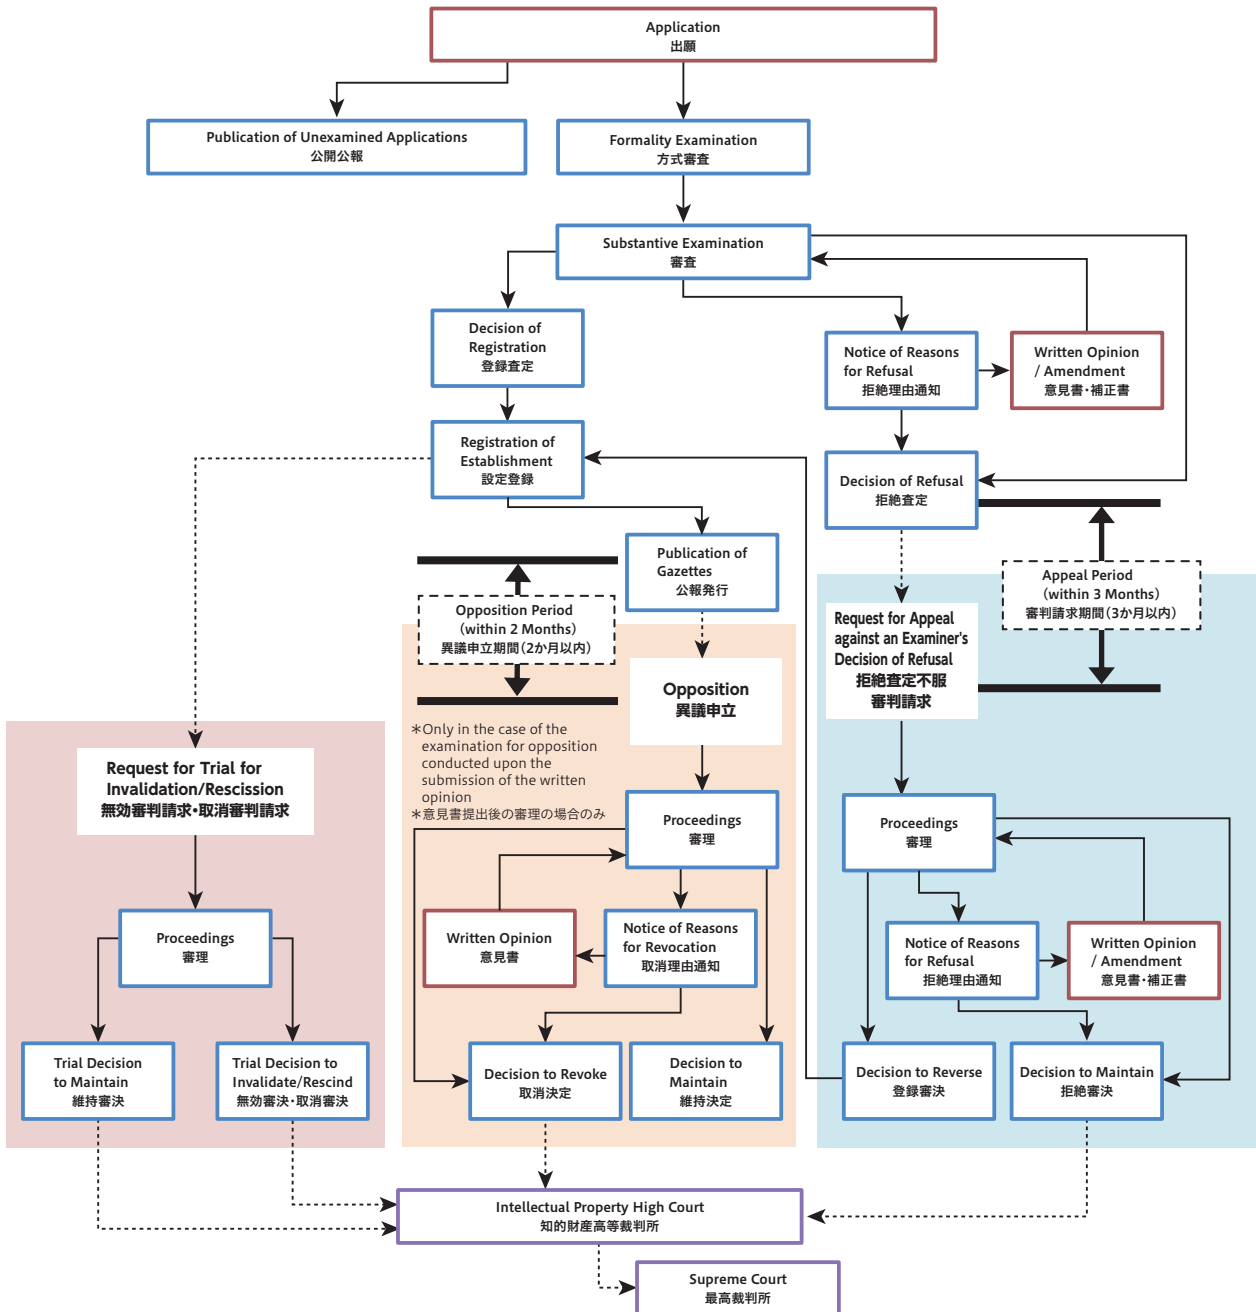 Application
出願
Publication of Unexamined Applications
公開公報
Formality Examination
方式審査
Substantive Examination
審査
Decision of
Registration
登録査定
Notice of Reasons
for Refusal
拒絶理由通知
Written Opinion
/ Amendment
意見書・補正書
Registration of
Establishment
設定登録
Decision of Refusal
拒絶査定
Publication of
Gazettes
公報発行
Opposition Period
(within 2 Months)
異議申立期間(2か月以内)
Appeal Period
(within 3 Months)
審判請求期間(3か月以内)
Request for Appeal
against an Examiner's
Decision of Refusal
拒絶査定不服
審判請求
Opposition
異議申立
*Only in the case of the
examination for opposition
conducted upon the
submission of the written
opinion
*意見書提出後の審理の場合のみ
Request for Trial for
Invalidation/Rescission
無効審判請求・取消審判請求
Proceedings
審理
Proceedings
審理
Proceedings
審理
Written Opinion
意見書
Notice of Reasons
for Revocation
取消理由通知
Notice of Reasons
for Refusal
拒絶理由通知
Written Opinion
/ Amendment
意見書・補正書
Trial Decision
to Maintain
維持審決
Trial Decision to
Invalidate/Rescind
無効審決・取消審決
Decision to Revoke
取消決定
Decision to
Maintain
維持決定
Decision to Reverse
登録審決
Decision to Maintain
拒絶審決
Intellectual Property High Court
知的財産高等裁判所
Supreme Court
最高裁判所